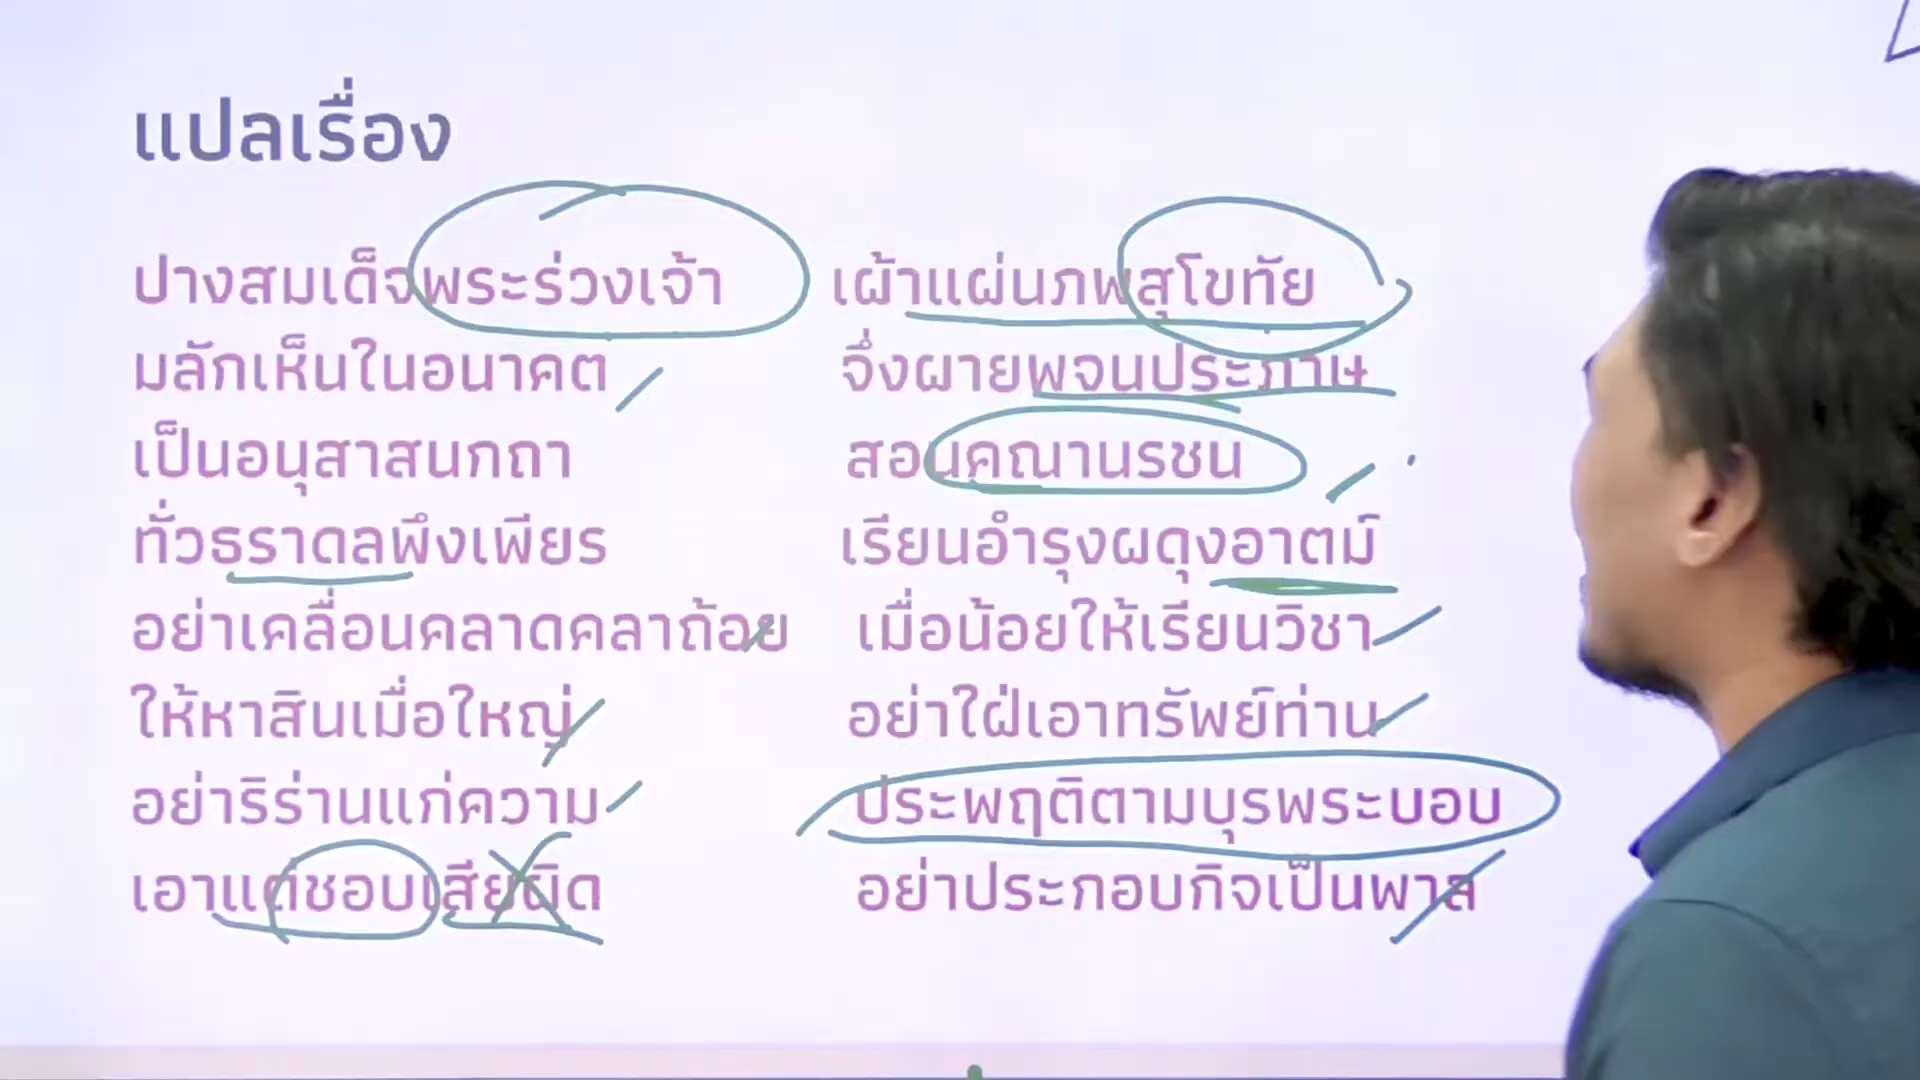 แปลเรื่อง
ปางสมเด็จพระร่วงเจ้า เผ้าแผ่นภพสุโขทัย
มลักเห็นในอนาคต จึ่งผายพจนประภาษ
เป็นอนุสาสนกถา สอนคณานรชน
ทั่วธราดลพึงเพียร เรียนอำรุงผดุงอาตม์
อย่าเคลื่อนคลาดคลาถ้อย เมื่อน้อยให้เรียนวิชา
ให้หาสินเมื่อใหญ่ อย่าใฝ่เอาทรัพย์ท่าน
อย่าริร่านแก่ความ ประพฤติตามบุรพระบอบ
เอาแต่ชอบเสียผิด อย่าประกอบกิจเป็นพาล